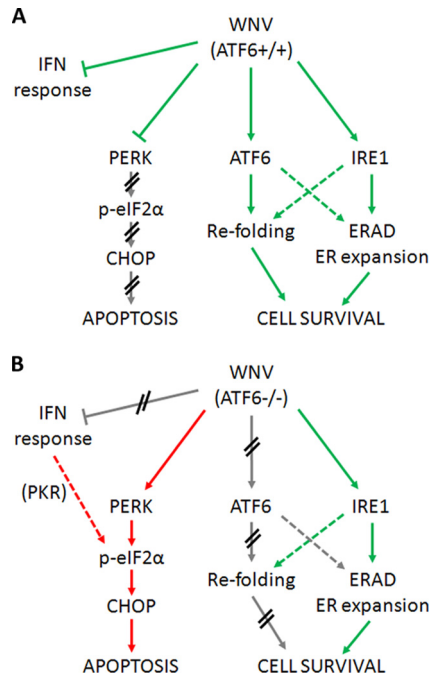 A
WNV
(ATF6+/+)
IFN
response
PERK
ATF6
IRE1
p-eIF2α
Re-folding
ERAD
ER expansion
CHOP
APOPTOSIS
CELL SURVIVAL
B
WNV
(ATF6-/-)
IFN
response
(PKR)
PERK
ATF6
IRE1
p-eIF2α
Re-folding
ERAD
ER expansion
CHOP
APOPTOSIS
CELL SURVIVAL